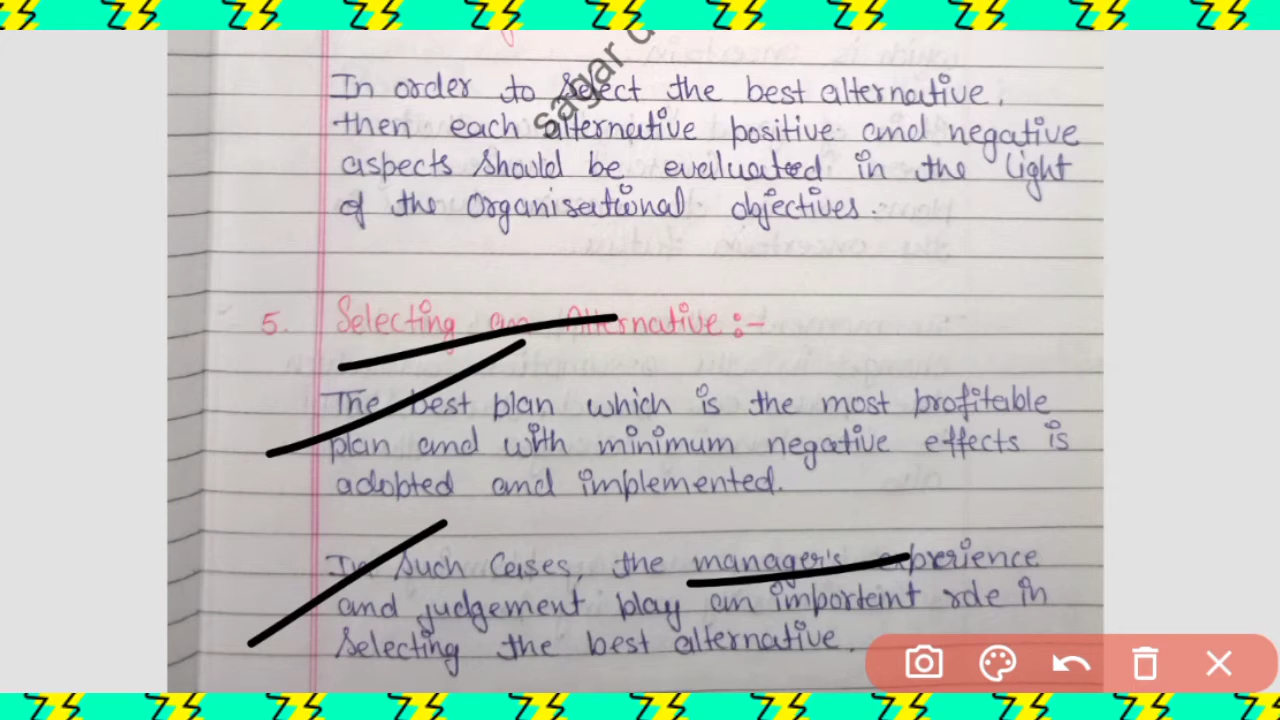 sagar
In order to select the best alternative,
then each alternative positive and negative
aspects should be evaluated in the light
of the organisational objectives.
5. Selecting an Alternative :-
The best plan which is the most profitable
plan and with minimum negative effects is
adopted and implemented.
In such cases, the manager's experience
and judgement play an important role in
selecting the best alternative.